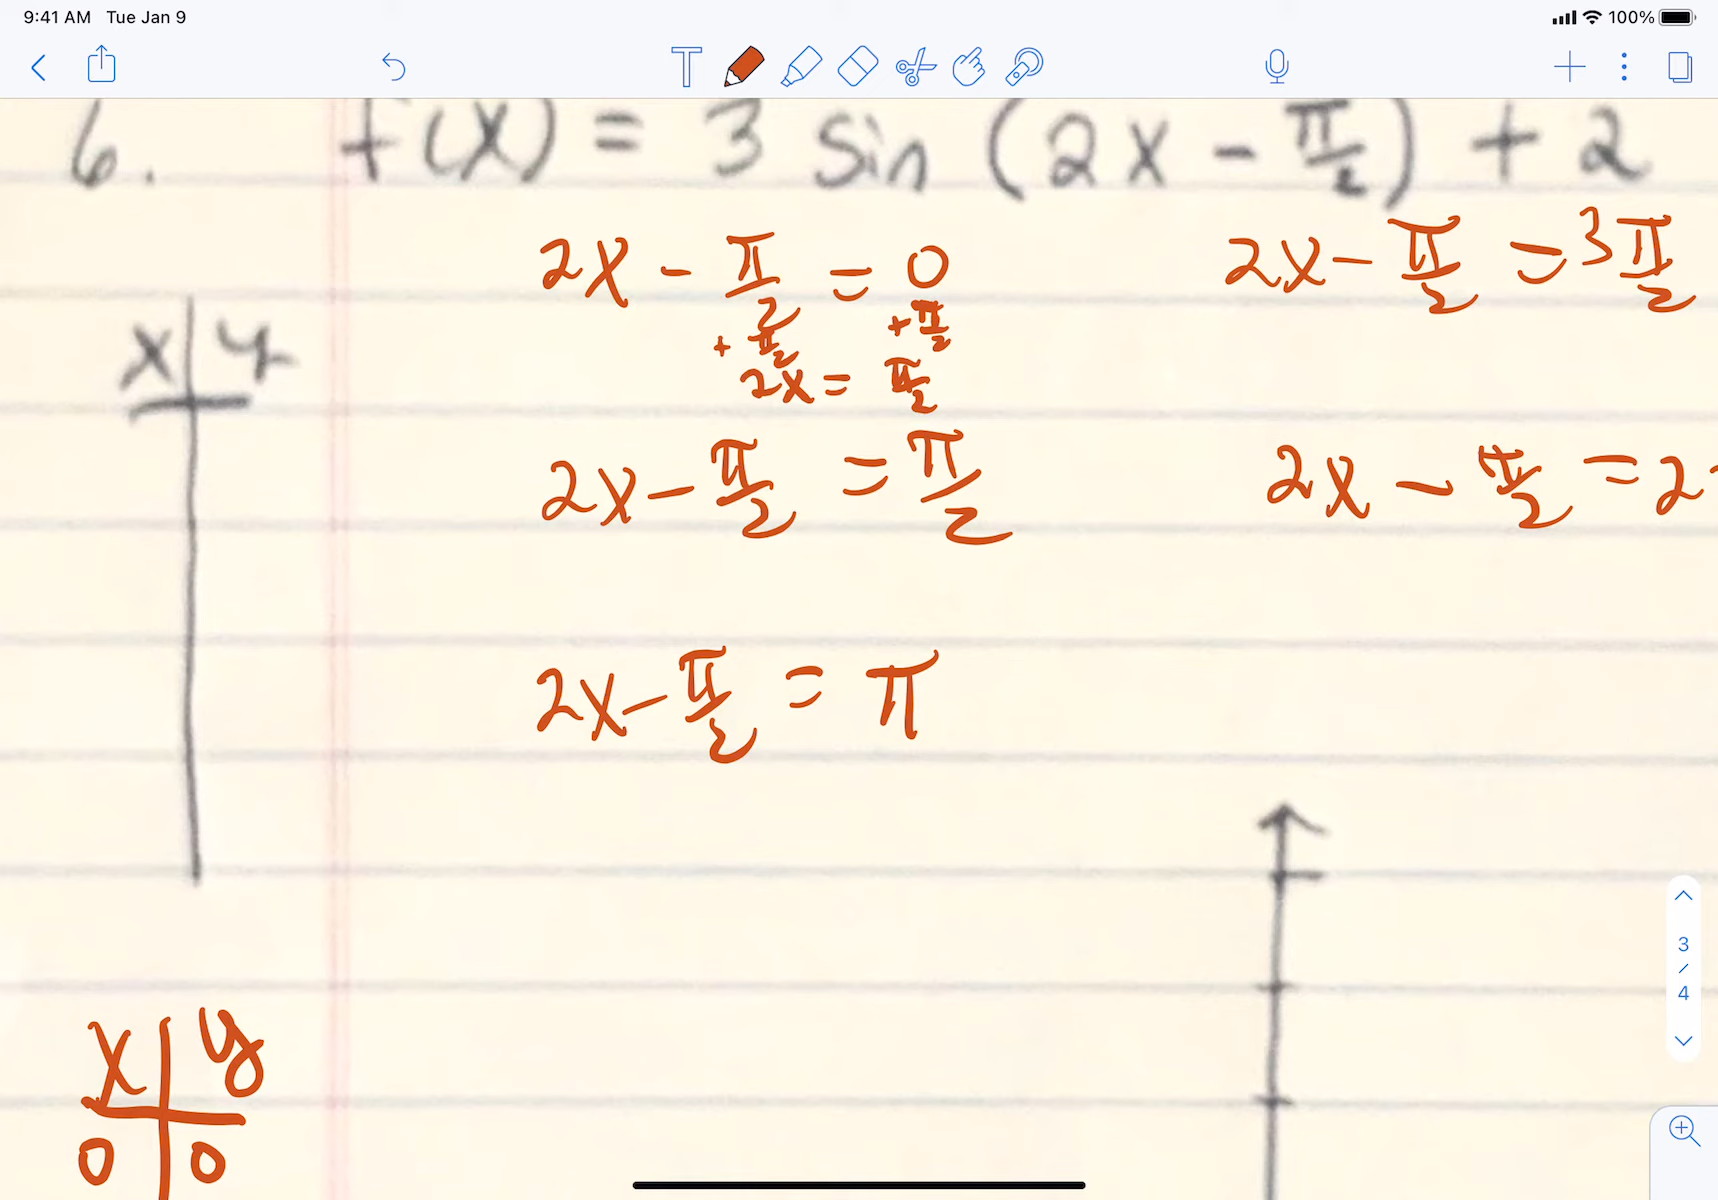 9:41 AM Tue Jan 9 100%
6. f(x) = 3 sin (2x - π/2) + 2
2x - π/2 = 0
+ π/2 + π/2
2x = π/2
2x - π/2 = π/2
2x - π/2 = π
2x - π/2 = 3π/2
2x - π/2 = 2
x y
3
/
4
x y
0 0